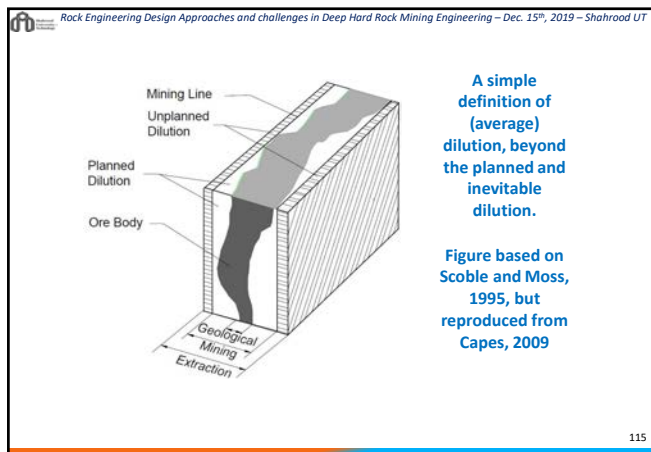 Rock Engineering Design Approaches and challenges in Deep Hard Rock Mining Engineering – Dec. 15th, 2019 – Shahrood UT
Mining Line
Unplanned
Dilution
Planned
Dilution
Ore Body
Geological
Mining
Extraction
A simple
definition of
(average)
dilution, beyond
the planned and
inevitable
dilution.
Figure based on
Scoble and Moss,
1995, but
reproduced from
Capes, 2009
115